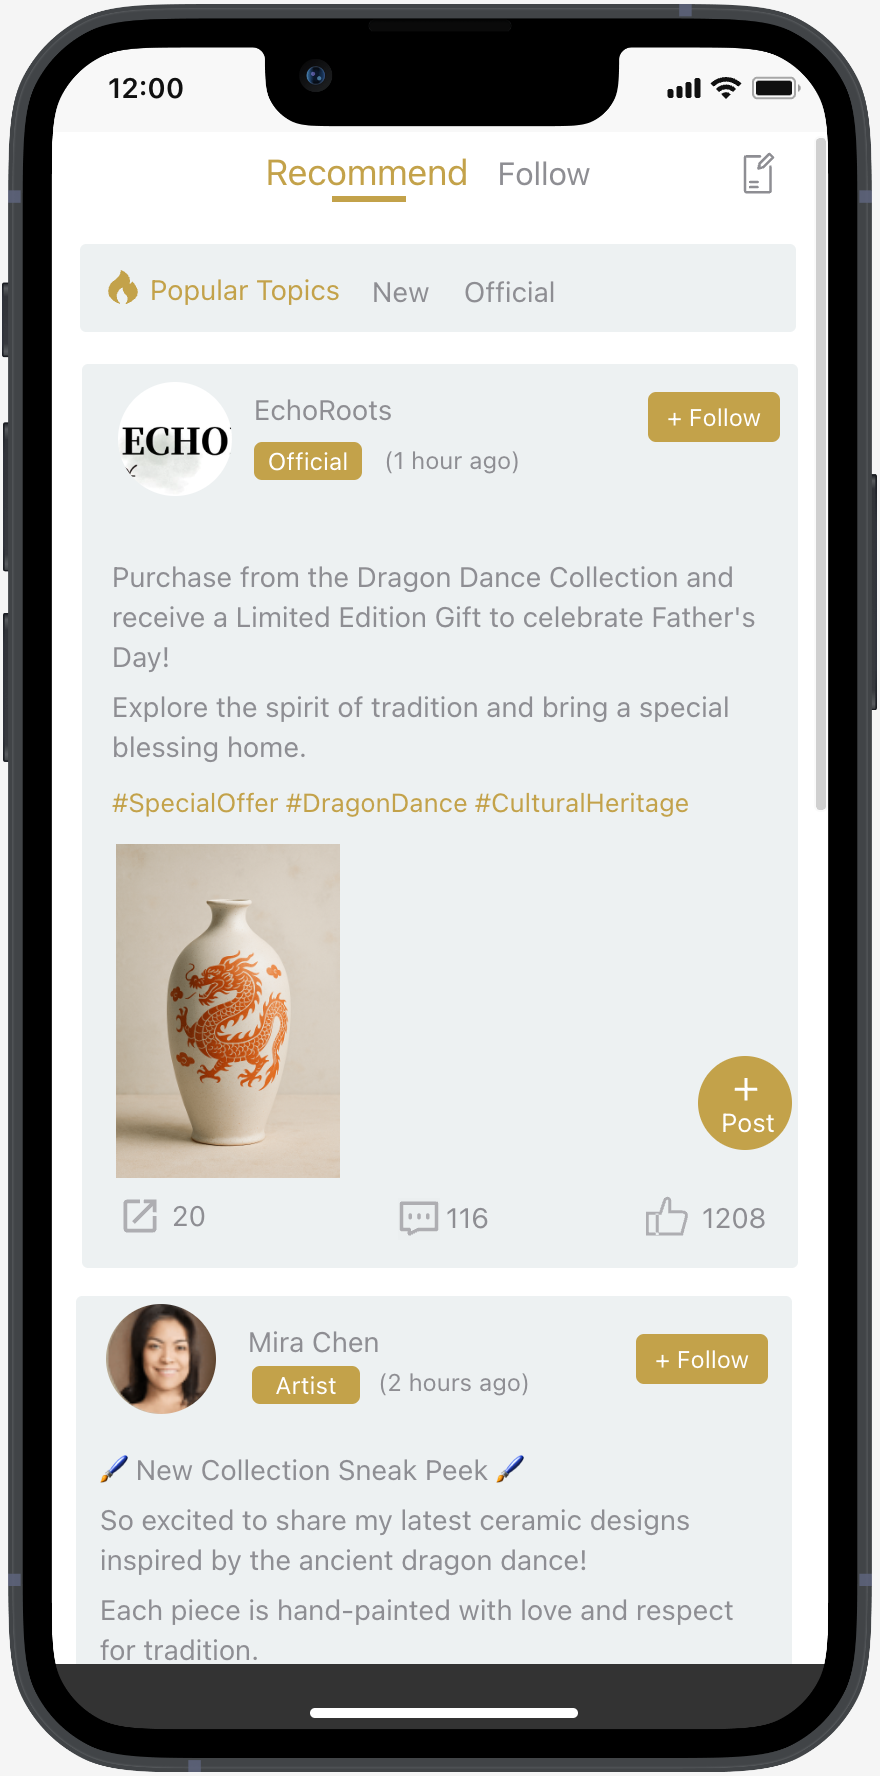 12:00
Recommend Follow
Popular Topics New Official
ECHO
EchoRoots
+ Follow
Official (1 hour ago)
Purchase from the Dragon Dance Collection and
receive a Limited Edition Gift to celebrate Father's
Day!
Explore the spirit of tradition and bring a special
blessing home.
#SpecialOffer #DragonDance #CulturalHeritage
+
Post
20 116 1208
Mira Chen
+ Follow
Artist (2 hours ago)
🖌️ New Collection Sneak Peek 🖌️
So excited to share my latest ceramic designs
inspired by the ancient dragon dance!
Each piece is hand-painted with love and respect
for tradition.